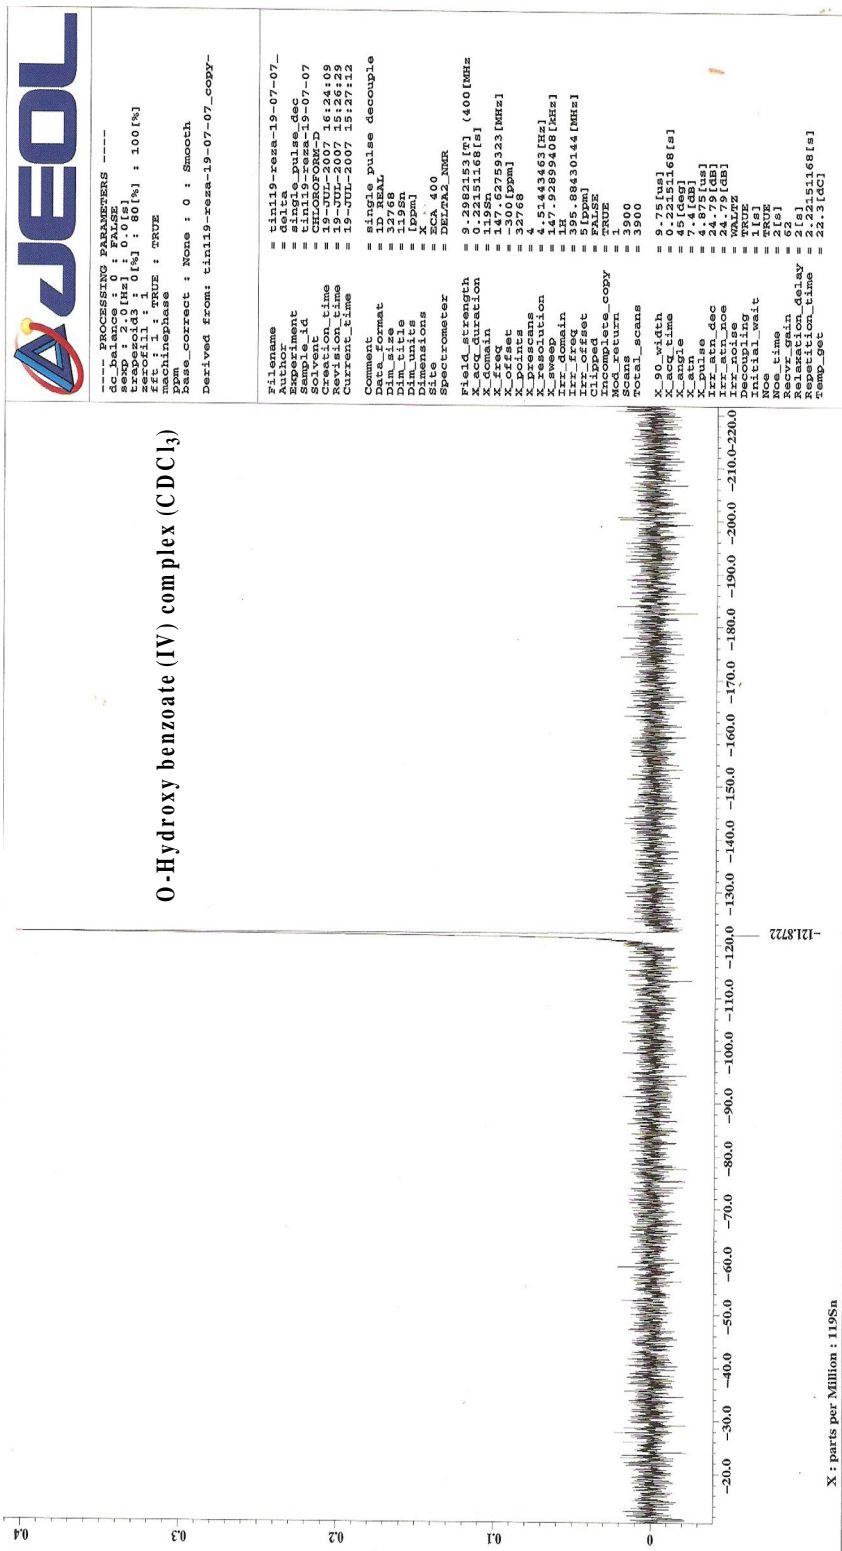 JEOL
---- PROCESSING PARAMETERS ----
dc_balance : 0 : FALSE
sexp : 2.0[Hz] : 0.0[s]
trapezoid3 : 0[%] : 80[%] : 100[%]
zerofill : 1
fft : 1 : TRUE : TRUE
machinephase
ppm
base_correct : None : 0 : Smooth
Derived from: tin119-reza-19-07-07_copy-
Filename = tin119-reza-19-07-07_
Author = delta
Experiment = single_pulse_dec
Sample_id = tin119-reza-19-07-07
Solvent = CHLOROFORM-D
Creation_time = 19-JUL-2007 16:24:09
Revision_time = 19-JUL-2007 15:26:29
Current_time = 19-JUL-2007 15:27:12
Comment = single pulse decouple
Data_format = 1D REAL
Dim_size = 32768
Dim_title = 119Sn
Dim_units = [ppm]
Dimensions = X
Site = ECA 400
Spectrometer = DELTA2_NMR
Field_strength = 9.2982153[T] (400[MHz
X_acq_duration = 0.22151168[s]
X_domain = 119Sn
X_freq = 147.62759323[MHz]
X_offset = -300[ppm]
X_points = 32768
X_prescans = 4
X_resolution = 4.51443463[Hz]
X_sweep = 147.92899408[kHz]
Irr_domain = 1H
Irr_freq = 395.88430144[MHz]
Irr_offset = 5[ppm]
Clipped = FALSE
Incomplete_copy = TRUE
Mod_return = 1
Scans = 3900
Total_scans = 3900
X_90_width = 9.75[us]
X_acq_time = 0.22151168[s]
X_angle = 45[deg]
X_atn = 7.4[dB]
X_pulse = 4.875[us]
Irr_atn_dec = 24.79[dB]
Irr_atn_noe = 24.79[dB]
Irr_noise = WALTZ
Decoupling = TRUE
Initial_wait = 1[s]
Noe = TRUE
Noe_time = 2[s]
Recvr_gain = 62
Relaxation_delay = 2[s]
Repetition_time = 2.22151168[s]
Temp_get = 22.3[dC]
O-Hydroxy benzoate (IV) complex (CDCl3)
0.4
0.3
0.2
0.1
0
-20.0 -30.0 -40.0 -50.0 -60.0 -70.0 -80.0 -90.0 -100.0 -110.0 -120.0 -130.0 -140.0 -150.0 -160.0 -170.0 -180.0 -190.0 -200.0 -210.0 -220.0
-121.8722
X : parts per Million : 119Sn